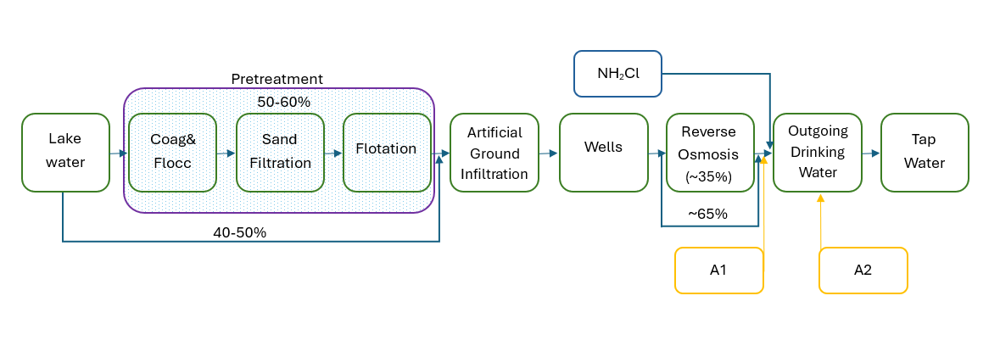 NH₂Cl
Pretreatment
50-60%
Lake
water
Coag&
Flocc
Sand
Filtration
Flotation
Artificial
Ground
Infiltration
Wells
Reverse
Osmosis
(~35%)
Outgoing
Drinking
Water
Tap
Water
40-50%
~65%
A1
A2